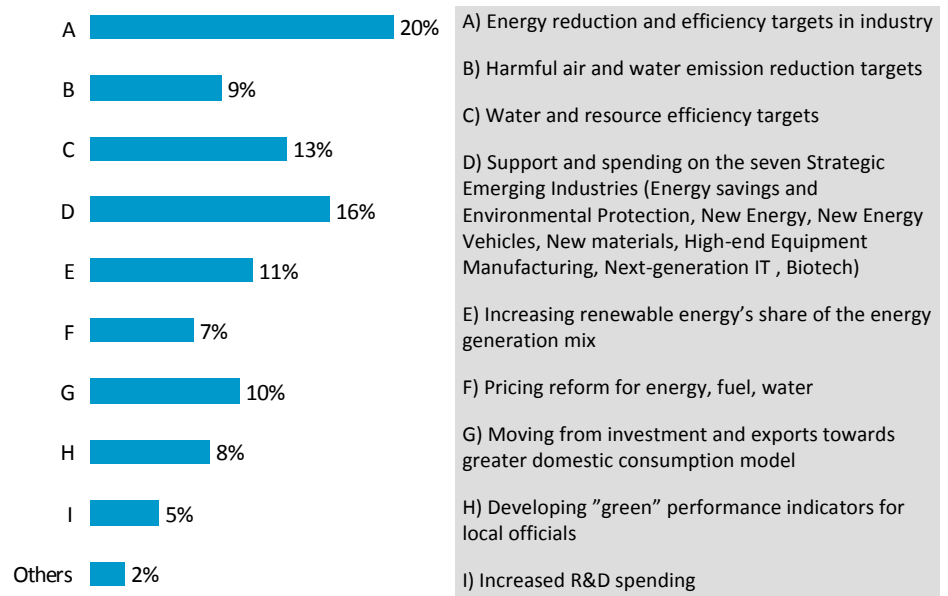 A 20%
B 9%
C 13%
D 16%
E 11%
F 7%
G 10%
H 8%
I 5%
Others 2%
A) Energy reduction and efficiency targets in industry
B) Harmful air and water emission reduction targets
C) Water and resource efficiency targets
D) Support and spending on the seven Strategic
Emerging Industries (Energy savings and
Environmental Protection, New Energy, New Energy
Vehicles, New materials, High-end Equipment
Manufacturing, Next-generation IT , Biotech)
E) Increasing renewable energy’s share of the energy
generation mix
F) Pricing reform for energy, fuel, water
G) Moving from investment and exports towards
greater domestic consumption model
H) Developing ”green” performance indicators for
local officials
I) Increased R&D spending